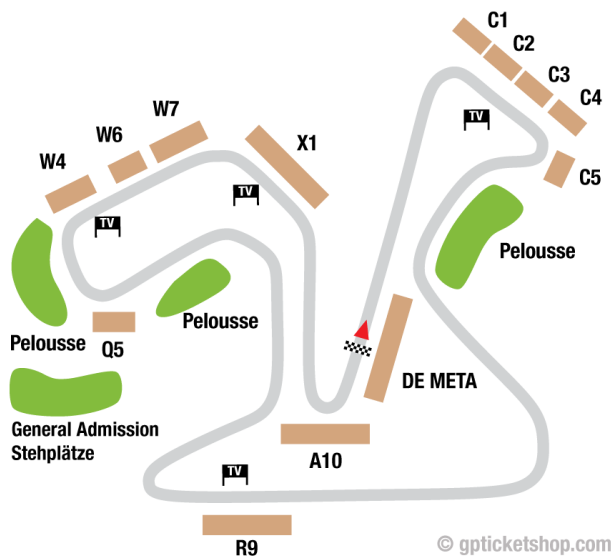 C1
C2
C3
C4
C5
W7
W6
W4
X1
TV
TV
TV
Pelousse
Pelousse
Pelousse
Q5
DE META
General Admission
Stehplätze
A10
TV
R9
© gpticketshop.com